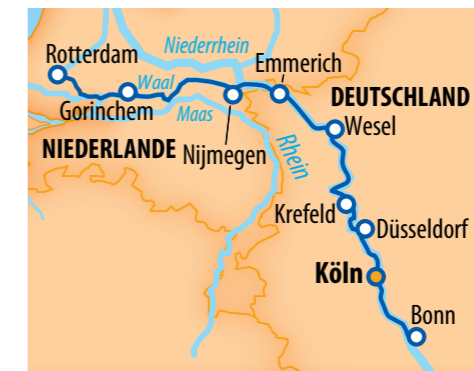 Rotterdam
Niederrhein
Emmerich
Waal
Gorinchem
Maas
DEUTSCHLAND
Wesel
NIEDERLANDE
Nijmegen
Rhein
Krefeld
Düsseldorf
Köln
Bonn